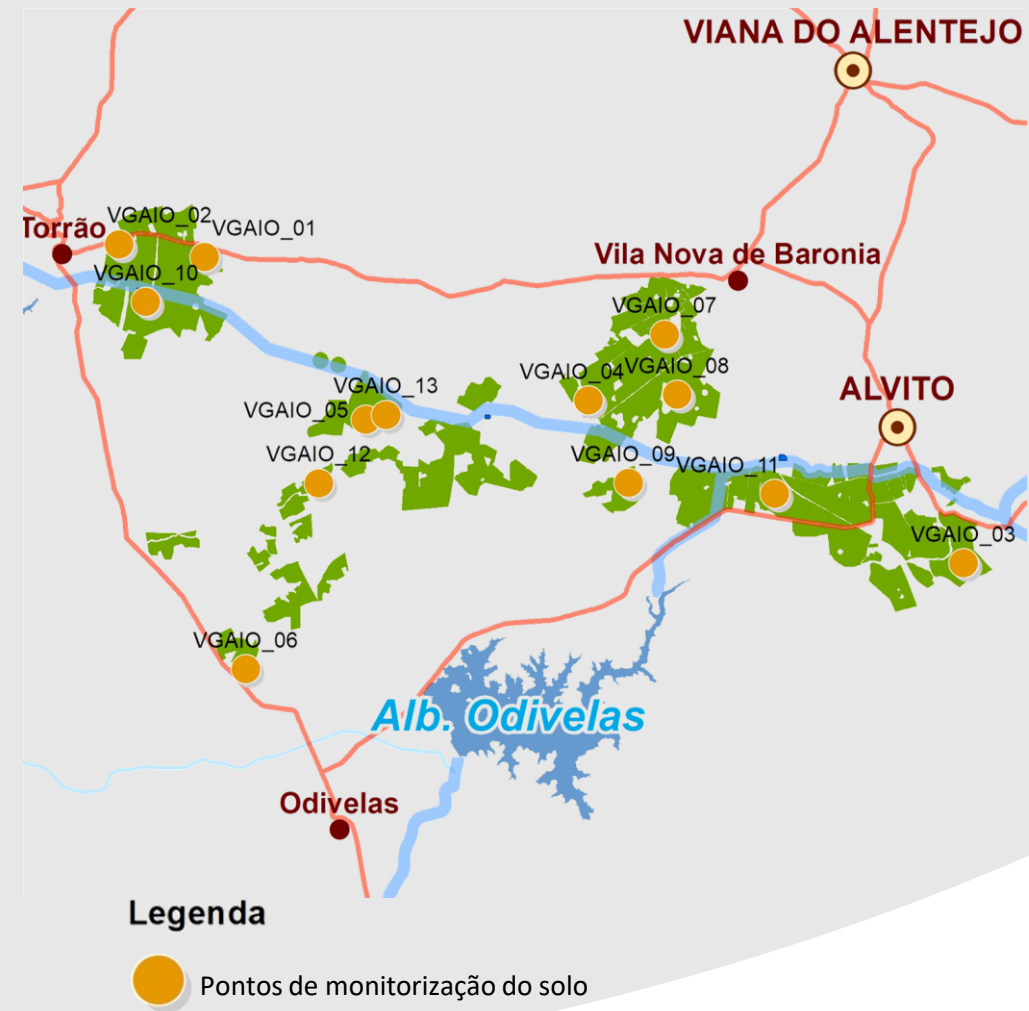 VIANA DO ALENTEJO
VGAIO_02
VGAIO_01
Torrão
Vila Nova de Baronia
VGAIO_10
VGAIO_07
VGAIO_04
VGAIO_08
VGAIO_13
ALVITO
VGAIO_05
VGAIO_12
VGAIO_09
VGAIO_11
VGAIO_03
VGAIO_06
Alb. Odivelas
Odivelas
Legenda
Pontos de monitorização do solo